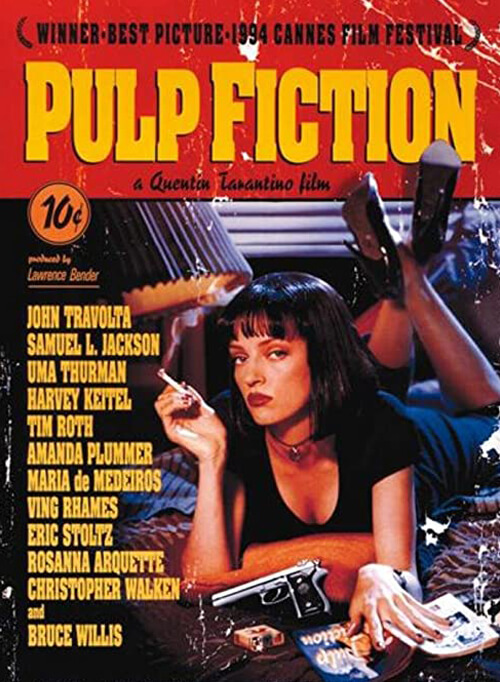 WINNER·BEST PICTURE·1994 CANNES FILM FESTIVAL
PULP FICTION
a Quentin Tarantino film
10¢
produced by
Lawrence Bender
JOHN TRAVOLTA
SAMUEL L. JACKSON
UMA THURMAN
HARVEY KEITEL
TIM ROTH
AMANDA PLUMMER
MARIA de MEDEIROS
VING RHAMES
ERIC STOLTZ
ROSANNA ARQUETTE
CHRISTOPHER WALKEN
and
BRUCE WILLIS
Pulp
Fiction